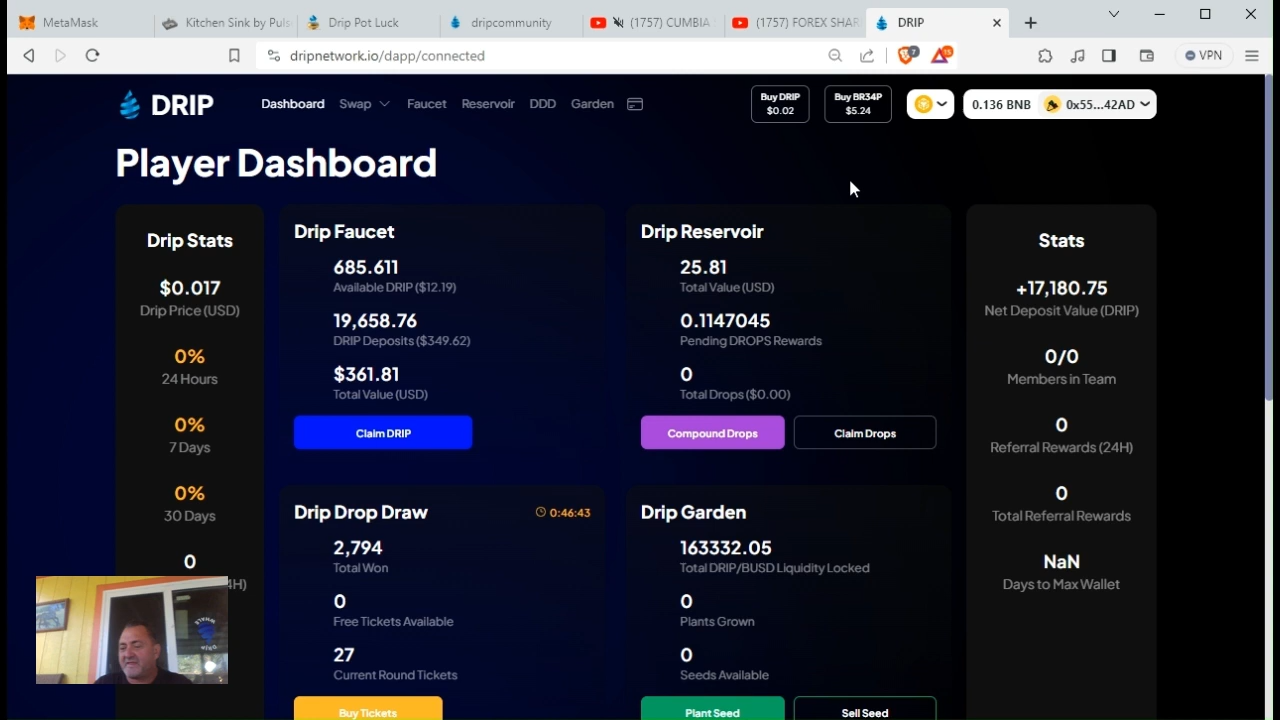 MetaMask
Kitchen Sink by Puls
Drip Pot Luck
dripcommunity
(1757) CUMBIA
(1757) FOREX SHAR
DRIP
dripnetwork.io/dapp/connected
7
15
VPN
DRIP
Dashboard
Swap
Faucet
Reservoir
DDD
Garden
Buy DRIP
$0.02
Buy BR34P
$5.24
0.136 BNB
0x55...42AD
Player Dashboard
Drip Stats
$0.017
Drip Price (USD)
0%
24 Hours
0%
7 Days
0%
30 Days
0
4H)
Drip Faucet
685.611
Available DRIP ($12.19)
19,658.76
DRIP Deposits ($349.62)
$361.81
Total Value (USD)
Claim DRIP
Drip Reservoir
25.81
Total Value (USD)
0.1147045
Pending DROPS Rewards
0
Total Drops ($0.00)
Compound Drops
Claim Drops
Drip Drop Draw
0:46:43
2,794
Total Won
0
Free Tickets Available
27
Current Round Tickets
Buy Tickets
Drip Garden
163332.05
Total DRIP/BUSD Liquidity Locked
0
Plants Grown
0
Seeds Available
Plant Seed
Sell Seed
Stats
+17,180.75
Net Deposit Value (DRIP)
0/0
Members in Team
0
Referral Rewards (24H)
0
Total Referral Rewards
NaN
Days to Max Wallet